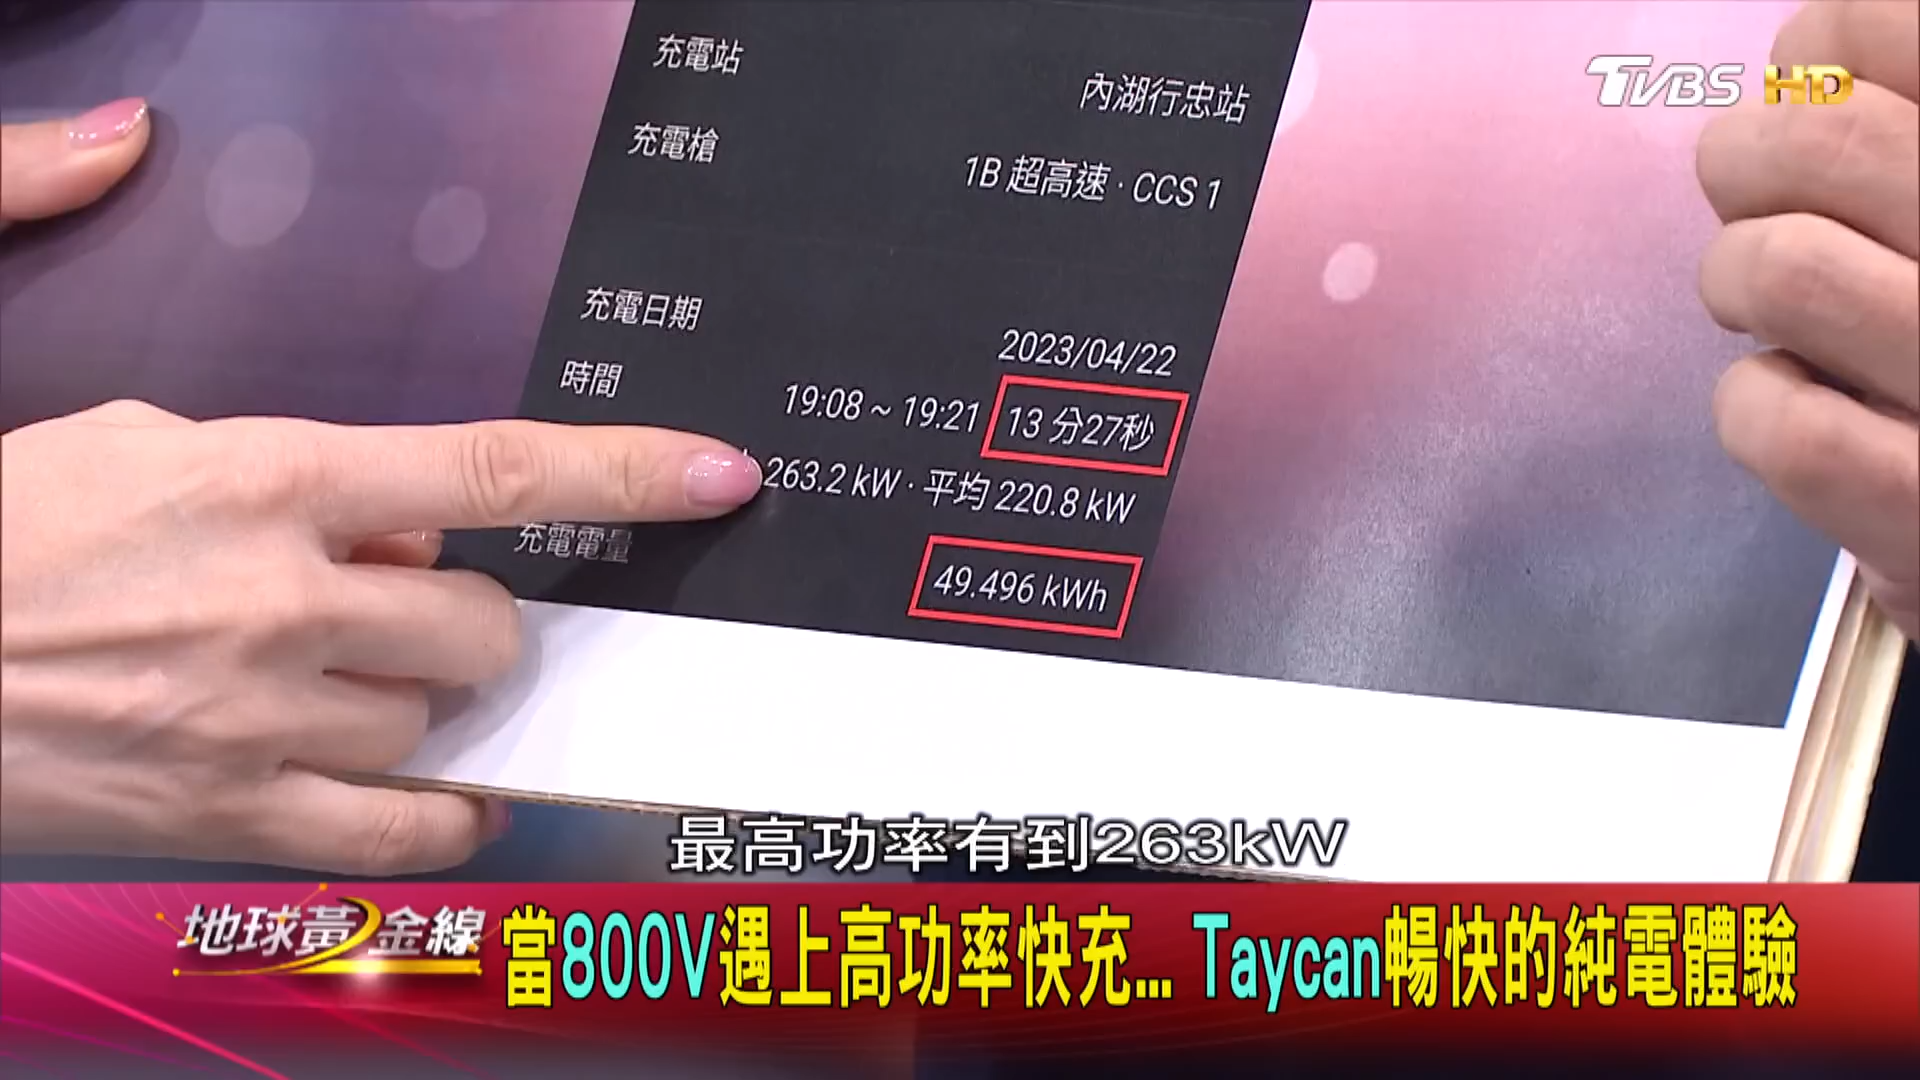 充電站
內湖行忠站
TVBS HD
充電槍
1B 超高速 · CCS 1
充電日期
2023/04/22
時間
19:08 ~ 19:21 13 分27秒
263.2 kW · 平均 220.8 kW
充電電量
49.496 kWh
最高功率有到263kW
地球黃金線
當800V遇上高功率快充... Taycan暢快的純電體驗